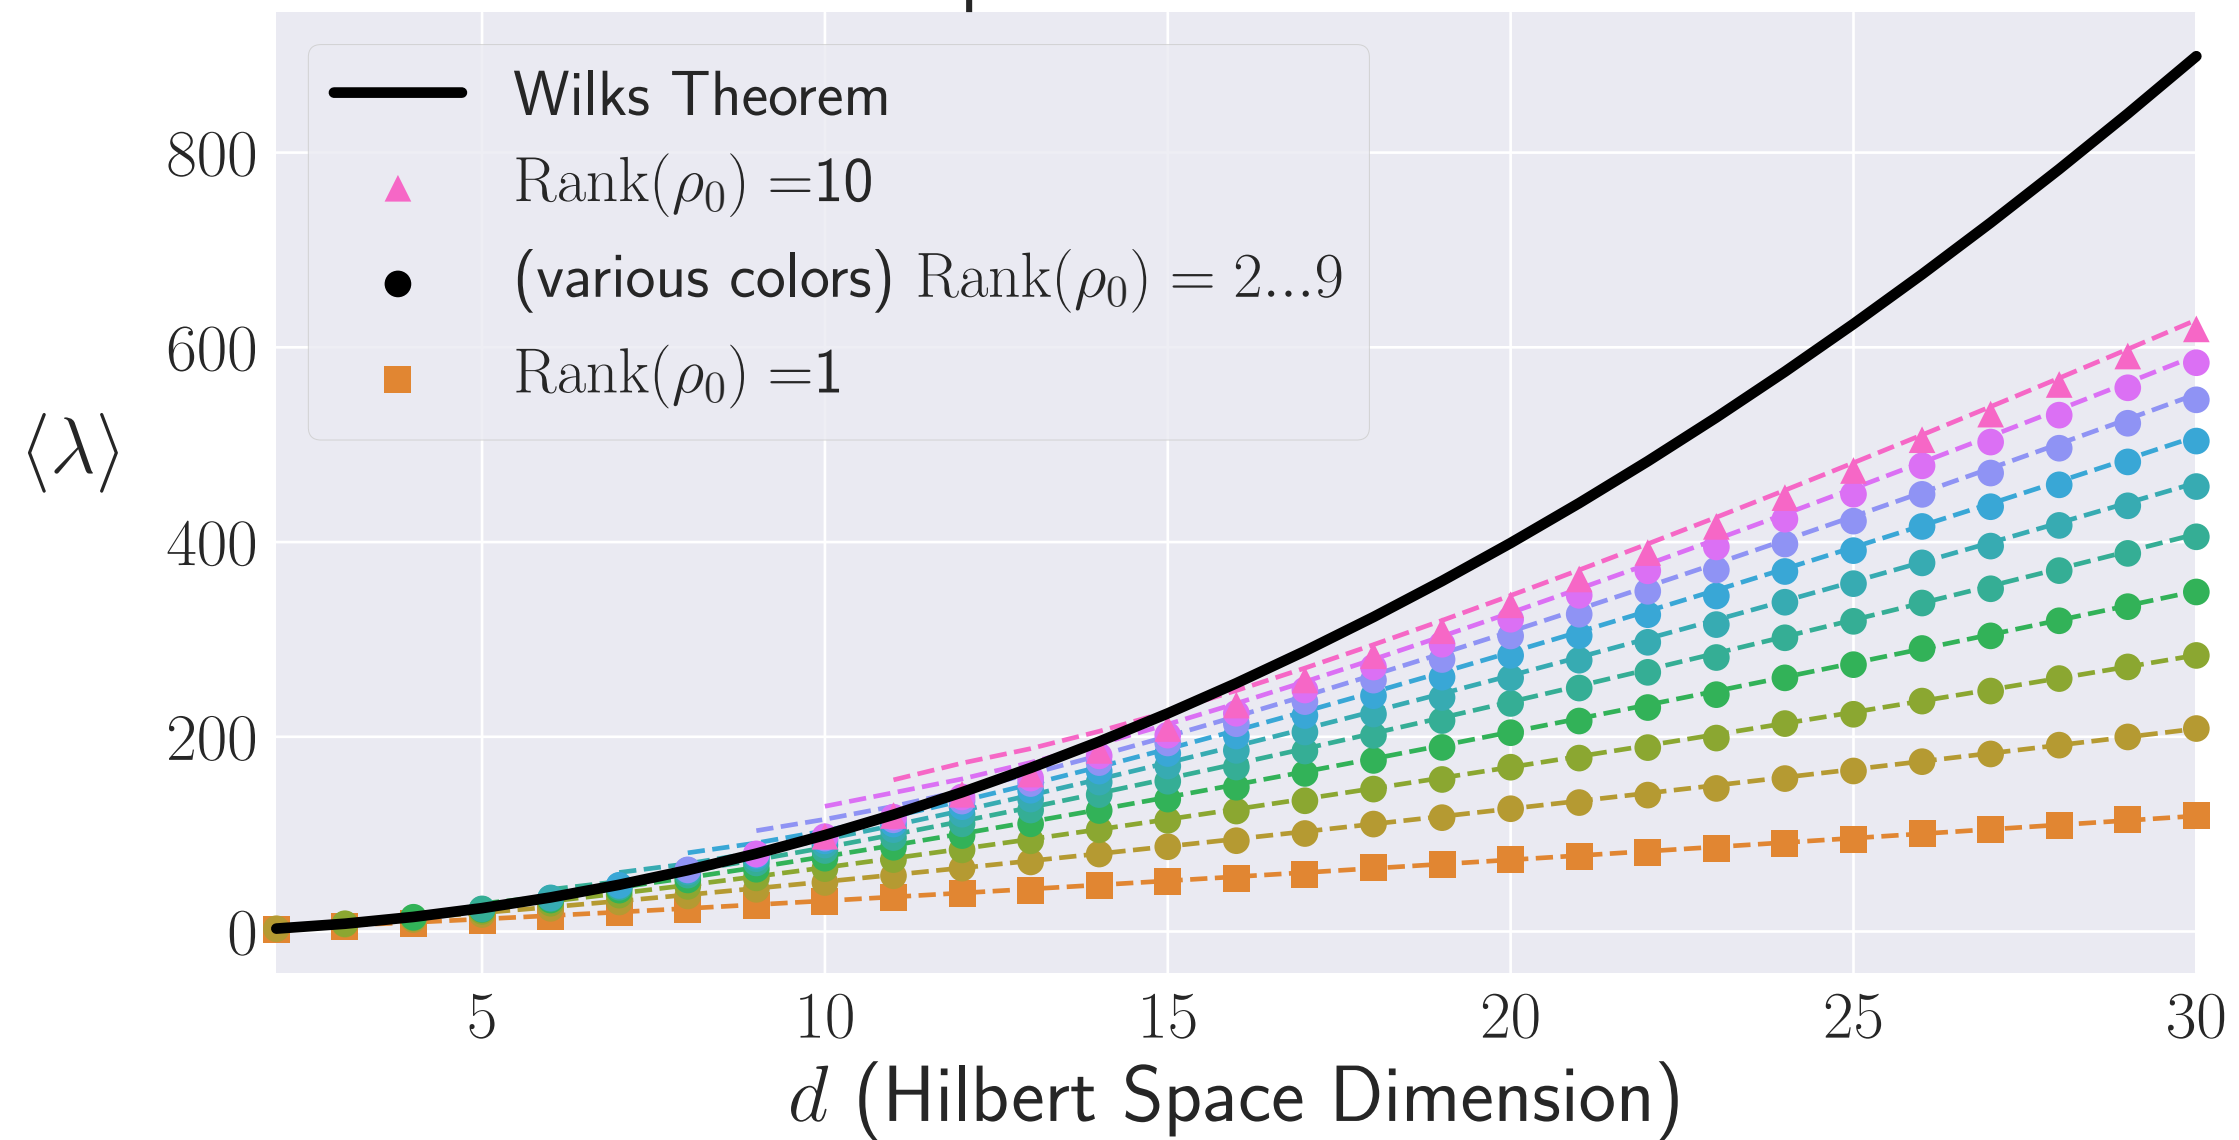 Wilks Theorem
Rank(ρ₀) =10
(various colors) Rank(ρ₀) = 2...9
Rank(ρ₀) =1
⟨λ⟩
800
600
400
200
0
5 10 15 20 25 30
d (Hilbert Space Dimension)